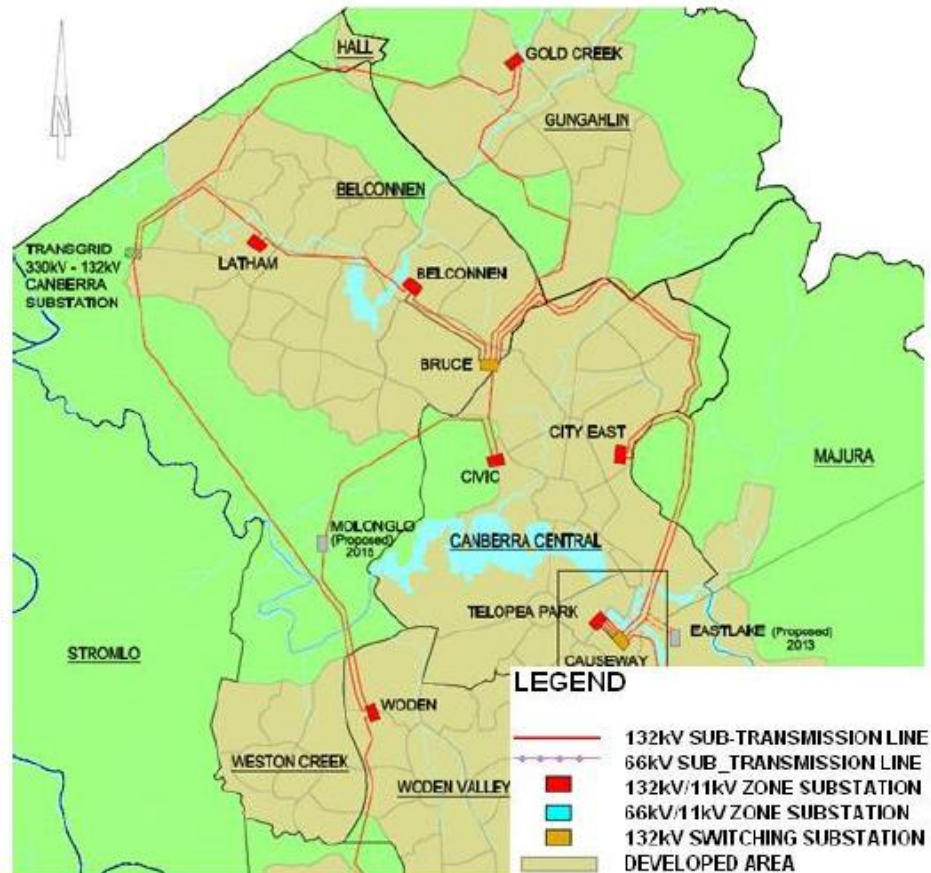 HALL
GOLD CREEK
GUNGAHLIN
N
BELCONNEN
TRANSGRID
330kV - 132kV
CANBERRA
SUBSTATION
LATHAM
BELCONNEN
BRUCE
CITY EAST
MAJURA
CIVIC
MOLONGLO
(Proposed)
2015
CANBERRA CENTRAL
TELOPEA PARK
EASTLAKE (Proposed)
2013
STROMLO
CAUSEWAY
LEGEND
WODEN
132kV SUB-TRANSMISSION LINE
WESTON CREEK
66kV SUB_TRANSMISSION LINE
WODEN VALLEY
132kV/11kV ZONE SUBSTATION
66kV/11kV ZONE SUBSTATION
132kV SWITCHING SUBSTATION
DEVELOPED AREA